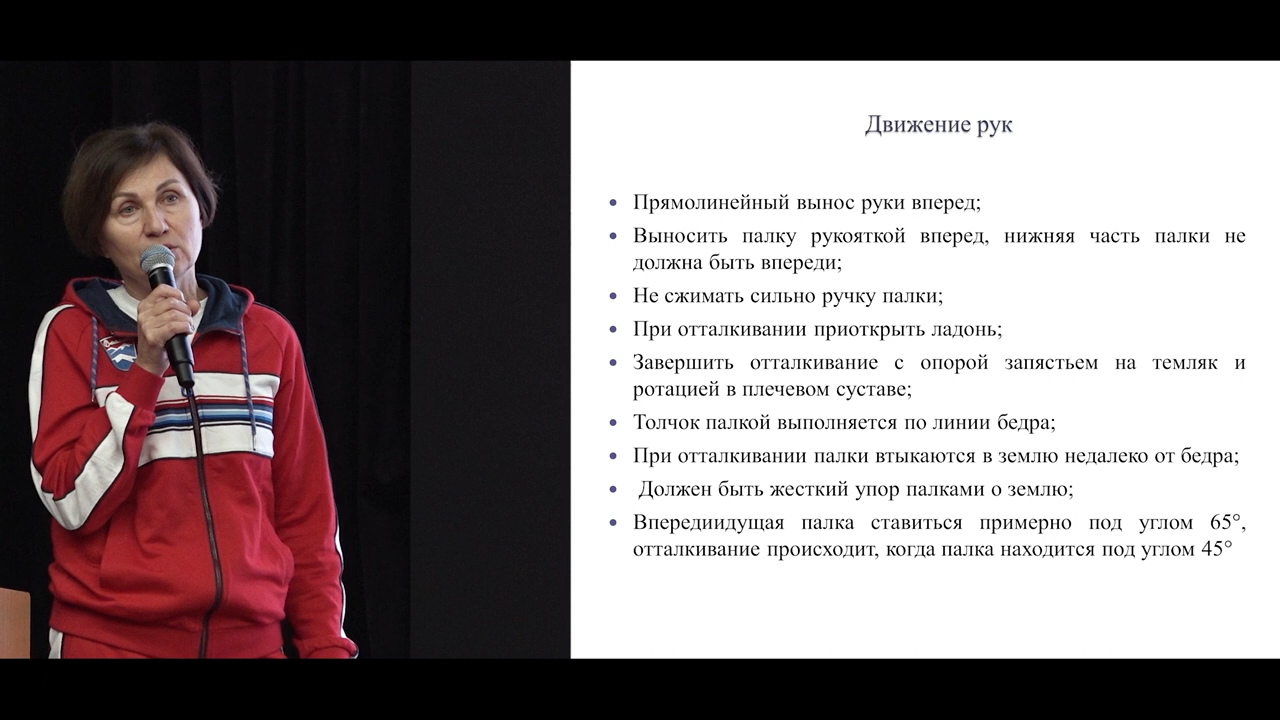 Движение рук
Прямолинейный вынос руки вперед;
Выносить палку рукояткой вперед, нижняя часть палки не
должна быть впереди;
Не сжимать сильно ручку палки;
При отталкивании приоткрыть ладонь;
Завершить отталкивание с опорой запястьем на темляк и
ротацией в плечевом суставе;
Толчок палкой выполняется по линии бедра;
При отталкивании палки втыкаются в землю недалеко от бедра;
Должен быть жесткий упор палками о землю;
Впередиидущая палка ставиться примерно под углом 65°,
отталкивание происходит, когда палка находится под углом 45°